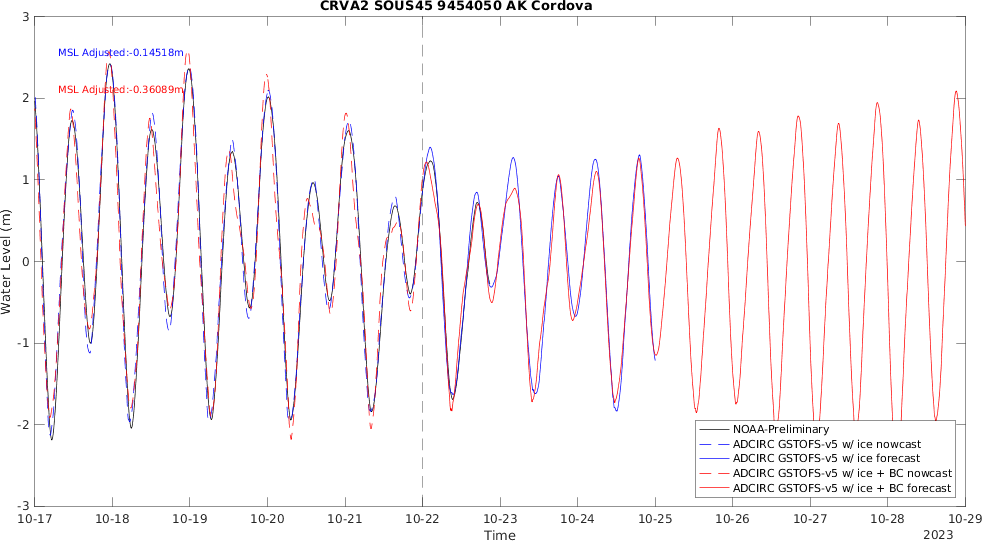 CRVA2 SOUS45 9454050 AK Cordova
MSL Adjusted:-0.14518m
MSL Adjusted:-0.36089m
Water Level (m)
3
2
1
0
-1
-2
-3
NOAA-Preliminary
ADCIRC GSTOFS-v5 w/ ice nowcast
ADCIRC GSTOFS-v5 w/ ice forecast
ADCIRC GSTOFS-v5 w/ ice + BC nowcast
ADCIRC GSTOFS-v5 w/ ice + BC forecast
10-17 10-18 10-19 10-20 10-21 10-22 10-23 10-24 10-25 10-26 10-27 10-28 10-29
Time
2023